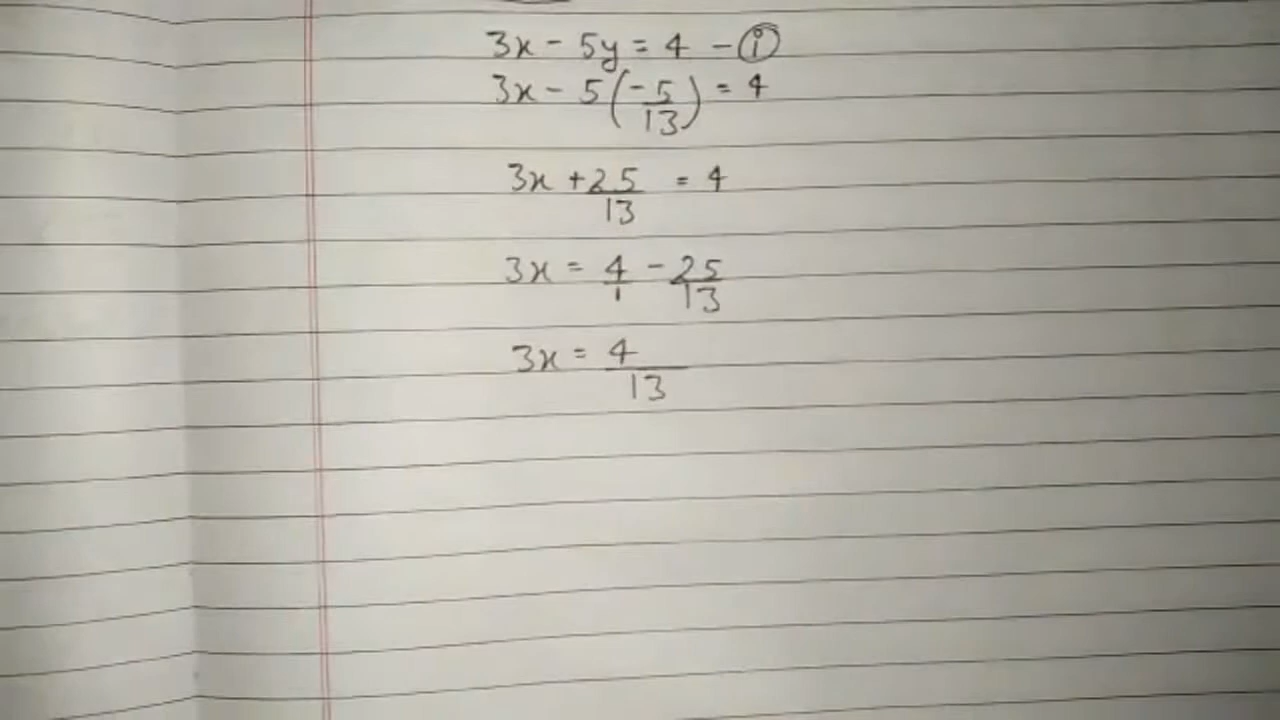 3x - 5y = 4 - ⓘ
3x - 5(-5/13) = 4
3x + 25/13 = 4
3x = 4/1 - 25/13
3x = 4/13